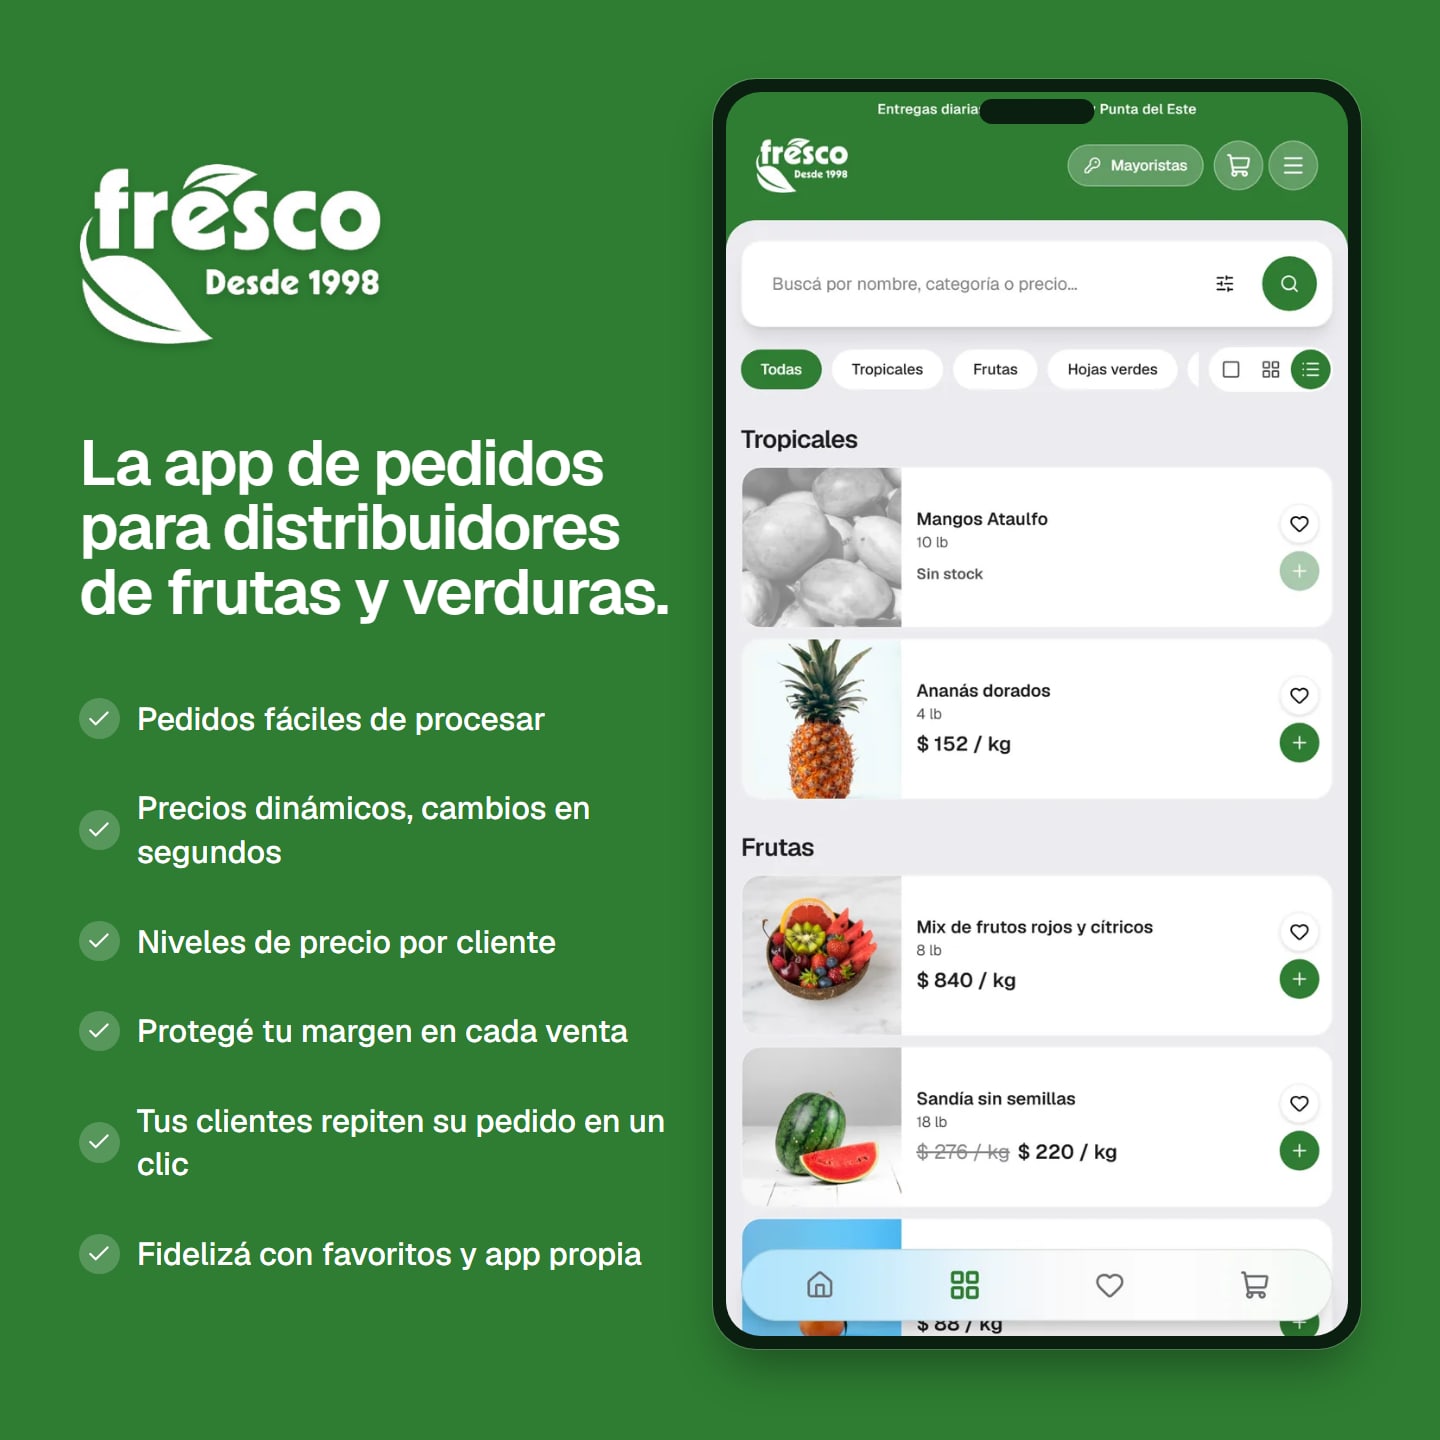 fresco
Desde 1998
La app de pedidos
para distribuidores
de frutas y verduras.
Pedidos fáciles de procesar
Precios dinámicos, cambios en
segundos
Niveles de precio por cliente
Protegé tu margen en cada venta
Tus clientes repiten su pedido en un
clic
Fidelizá con favoritos y app propia
Entregas diaria Punta del Este
fresco
Desde 1998
Mayoristas
Buscá por nombre, categoría o precio...
Todas
Tropicales
Frutas
Hojas verdes
Tropicales
Mangos Ataulfo
10 lb
Sin stock
Ananás dorados
4 lb
$ 152 / kg
Frutas
Mix de frutos rojos y cítricos
8 lb
$ 840 / kg
Sandía sin semillas
18 lb
$ 276 / kg $ 220 / kg
$ 88 / kg